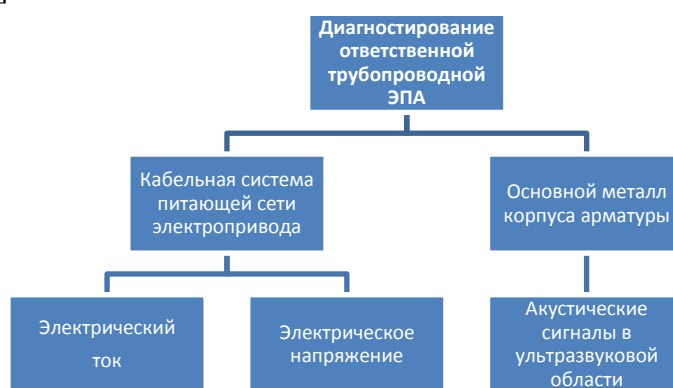 Диагностирование
ответственной
трубопроводной
ЭПА
Кабельная система
питающей сети
электропривода
Основной металл
корпуса арматуры
Электрический
ток
Электрическое
напряжение
Акустические
сигналы в
ультразвуковой
области